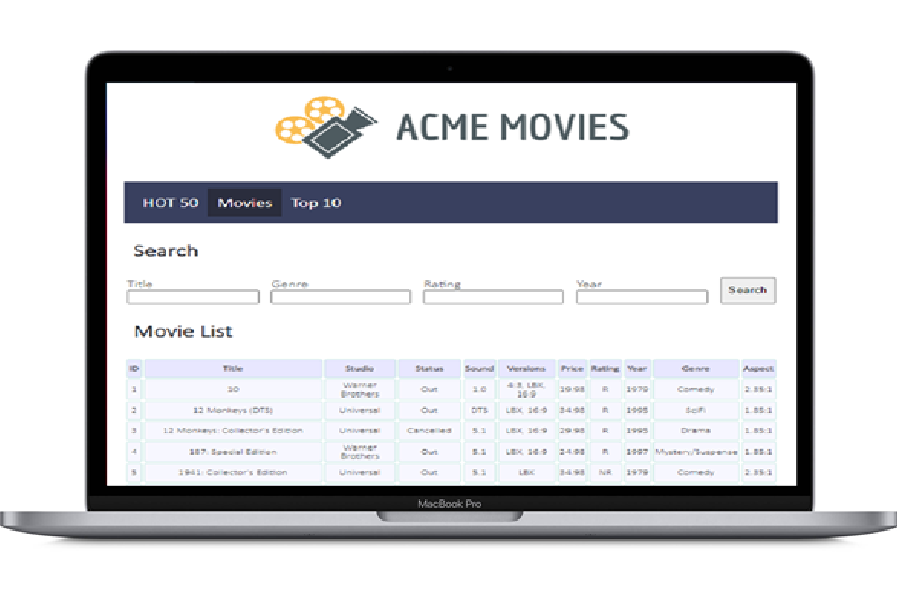 ACME MOVIES
HOT 50 Movies Top 10
Search
Title Genre Rating Year
Search
Movie List
ID Title Studio Status Sound Versions Price Rating Year Genre Aspect
1 10 Warner Brothers Out 1.0 4:3, LBX, 16:9 19.98 R 1979 Comedy 2.35:1
2 12 Monkeys (DTS) Universal Out DTS LBX, 16:9 34.98 R 1995 SciFi 1.85:1
3 12 Monkeys: Collector's Edition Universal Cancelled 5.1 LBX, 16:9 29.98 R 1995 Drama 1.85:1
4 187: Special Edition Warner Brothers Out 5.1 LBX, 16:9 14.98 R 1997 Mystery/Suspense 1.85:1
5 1941: Collector's Edition Universal Out 5.1 LBX 34.98 NR 1979 Comedy 2.35:1
MacBook Pro